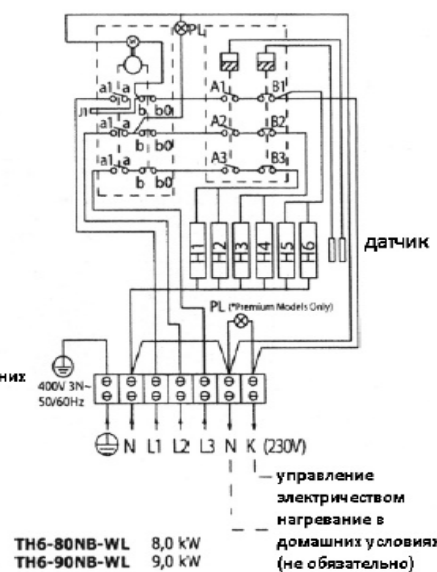 PL
M
a1 a b b0 A1 B1
J1
a1 a b b0 A2 B2
a1 a b b0 A3 B3
H1 H2 H3 H4 H5 H6
датчик
PL (*Premium Models Only)
них
400V 3N~
50/60Hz
N L1 L2 L3 N K (230V)
управление
электричеством
нагревание в
домашних условиях
(не обязательно)
TH6-80NB-WL 8,0 kW
TH6-90NB-WL 9,0 kW